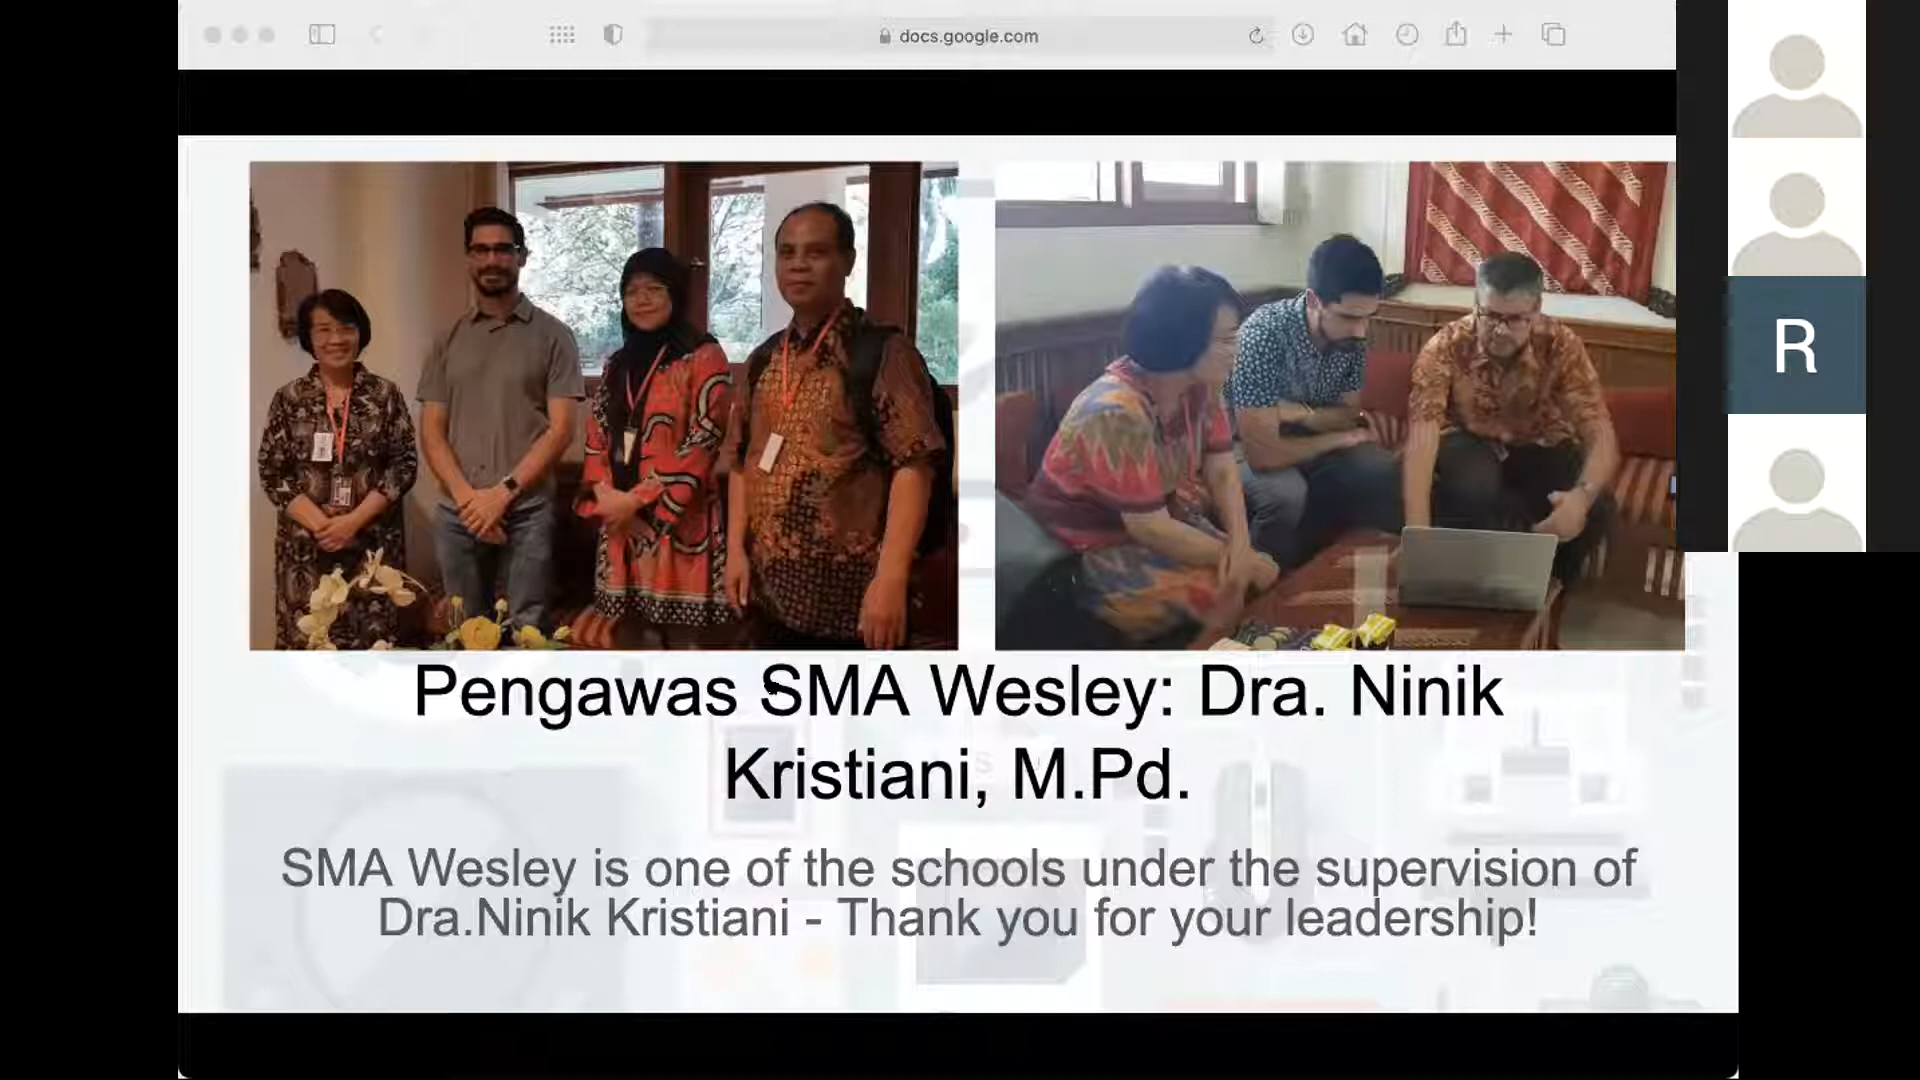 docs.google.com
R
Pengawas SMA Wesley: Dra. Ninik
Kristiani, M.Pd.
SMA Wesley is one of the schools under the supervision of
Dra.Ninik Kristiani - Thank you for your leadership!